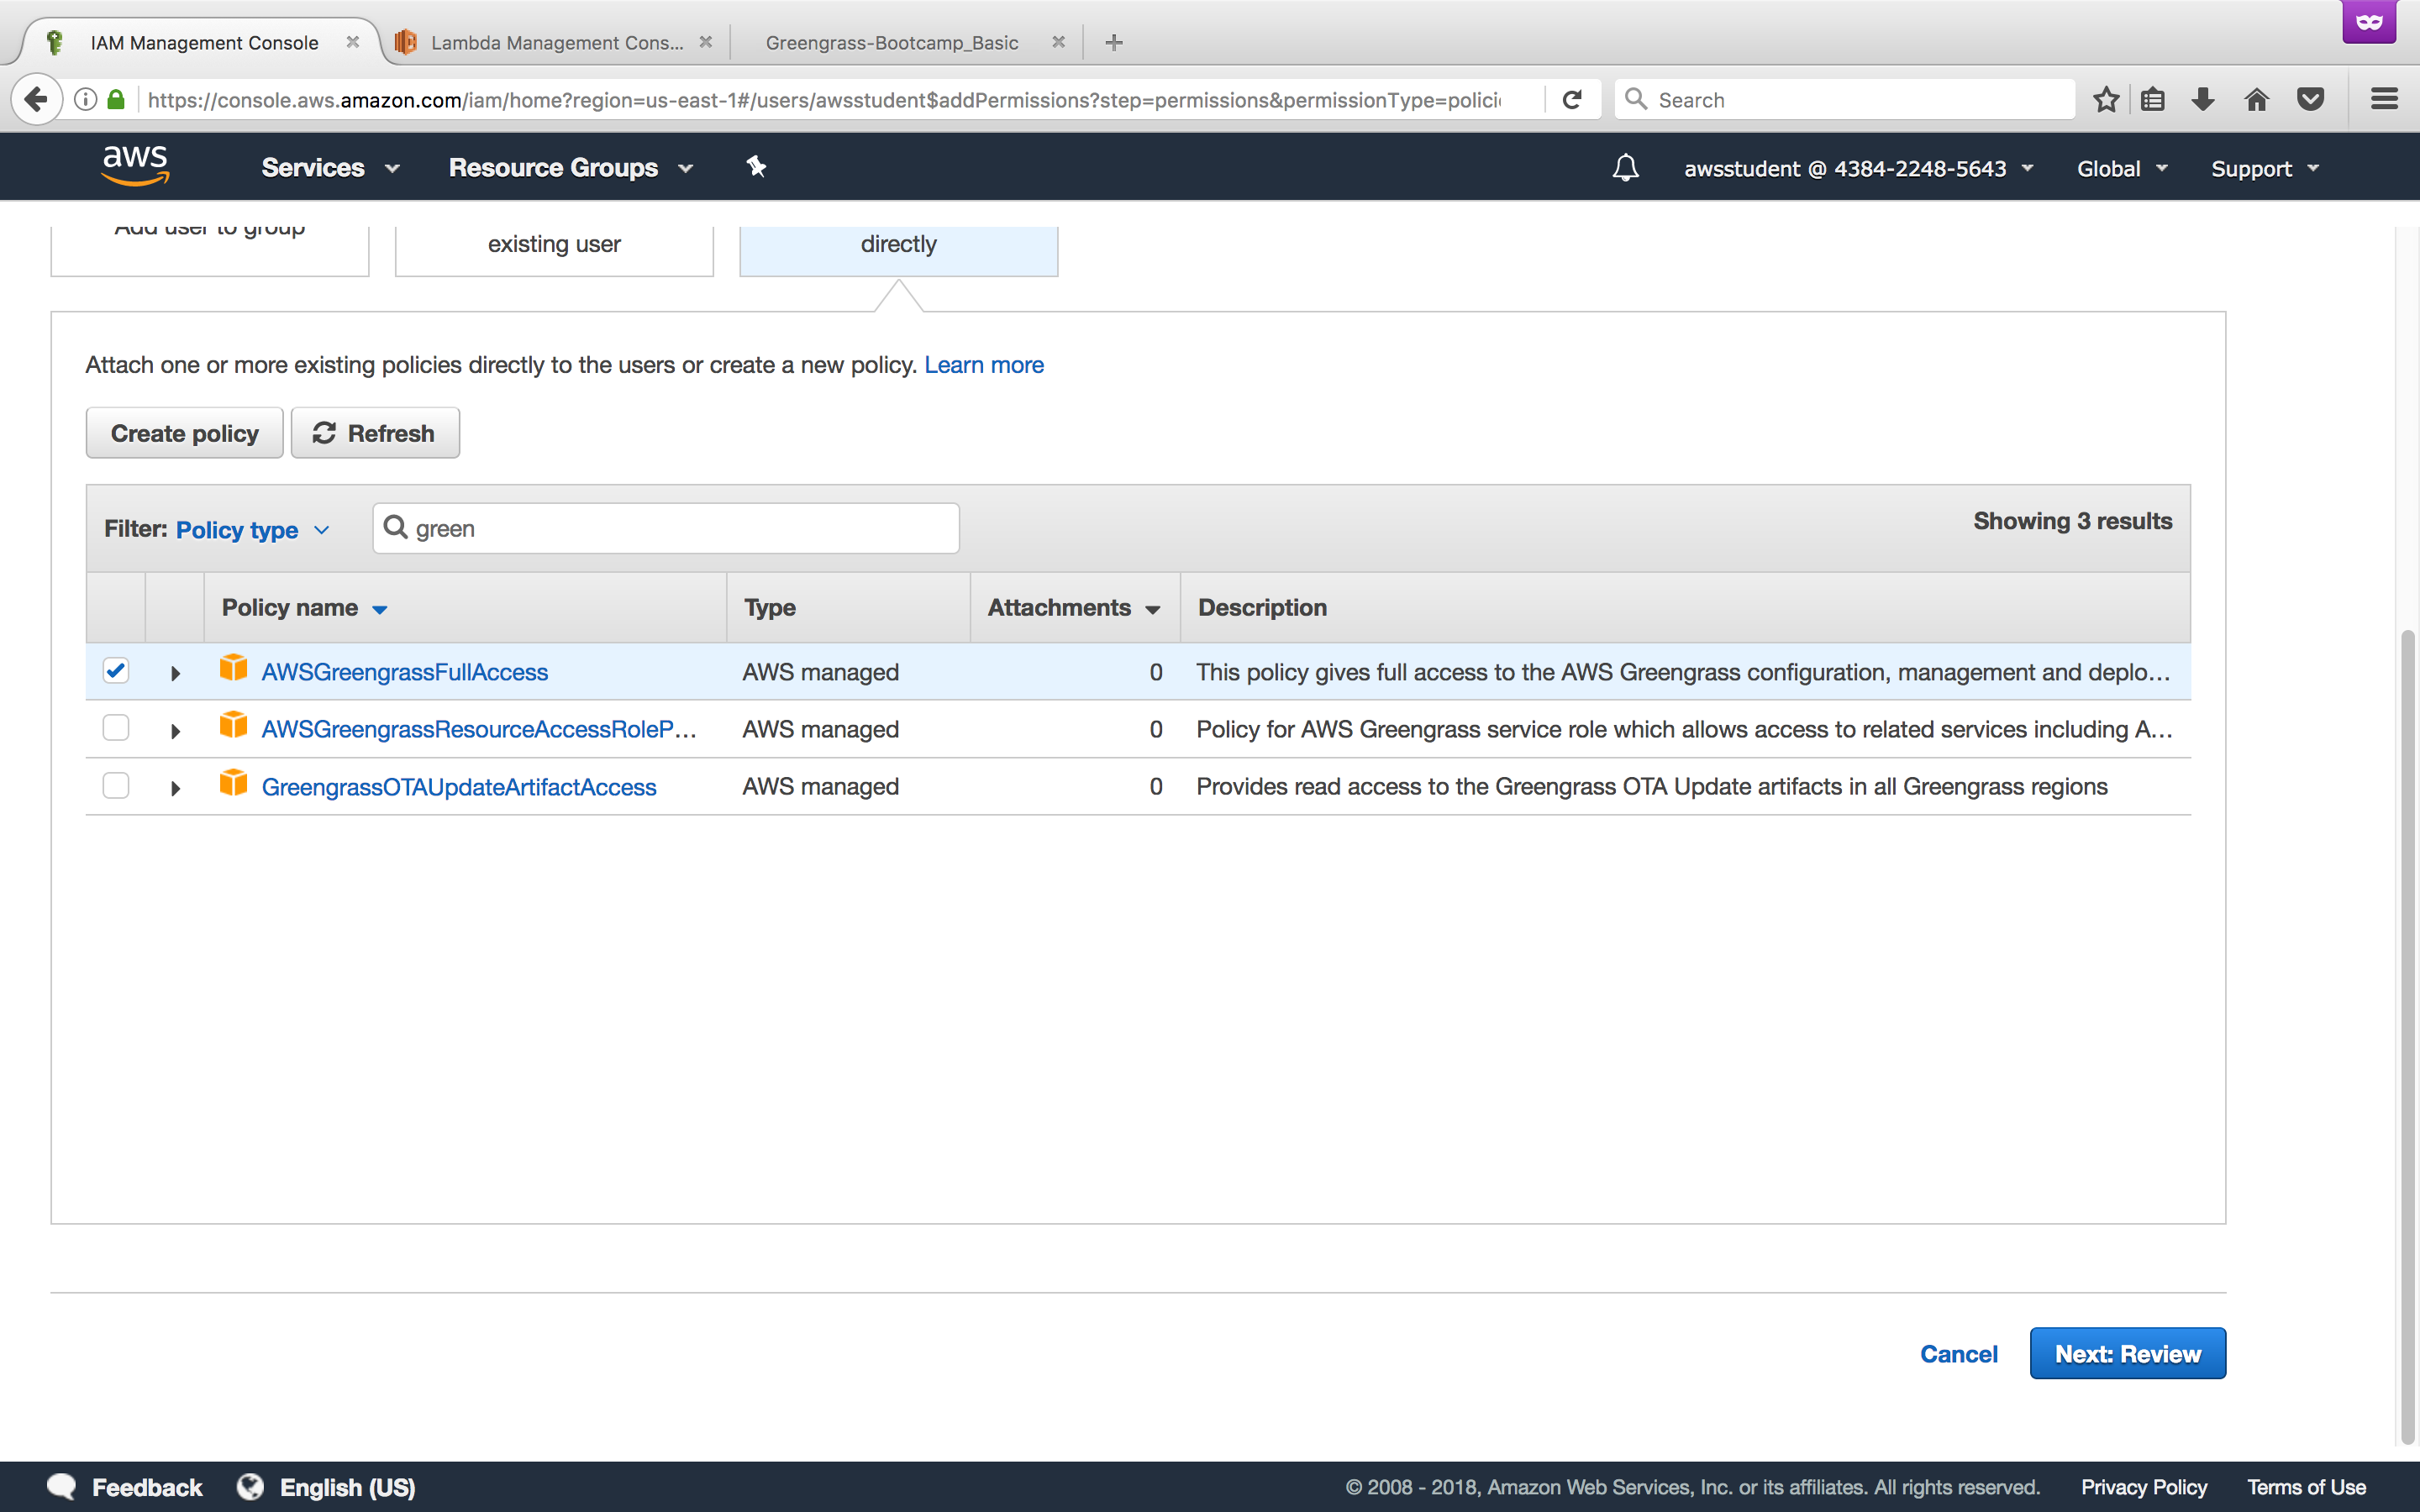 IAM Management Console
Lambda Management Cons...
Greengrass-Bootcamp_Basic
https://console.aws.amazon.com/iam/home?region=us-east-1#/users/awsstudent$addPermissions?step=permissions&permissionType=polici
Search
aws
Services
Resource Groups
awsstudent @ 4384-2248-5643
Global
Support
Add user to group
existing user
directly
Attach one or more existing policies directly to the users or create a new policy. Learn more
Create policy
Refresh
Filter: Policy type
green
Showing 3 results
Policy name
Type
Attachments
Description
AWSGreengrassFullAccess AWS managed 0 This policy gives full access to the AWS Greengrass configuration, management and deplo...
AWSGreengrassResourceAccessRoleP... AWS managed 0 Policy for AWS Greengrass service role which allows access to related services including A...
GreengrassOTAUpdateArtifactAccess AWS managed 0 Provides read access to the Greengrass OTA Update artifacts in all Greengrass regions
Cancel
Next: Review
Feedback
English (US)
© 2008 - 2018, Amazon Web Services, Inc. or its affiliates. All rights reserved.
Privacy Policy
Terms of Use